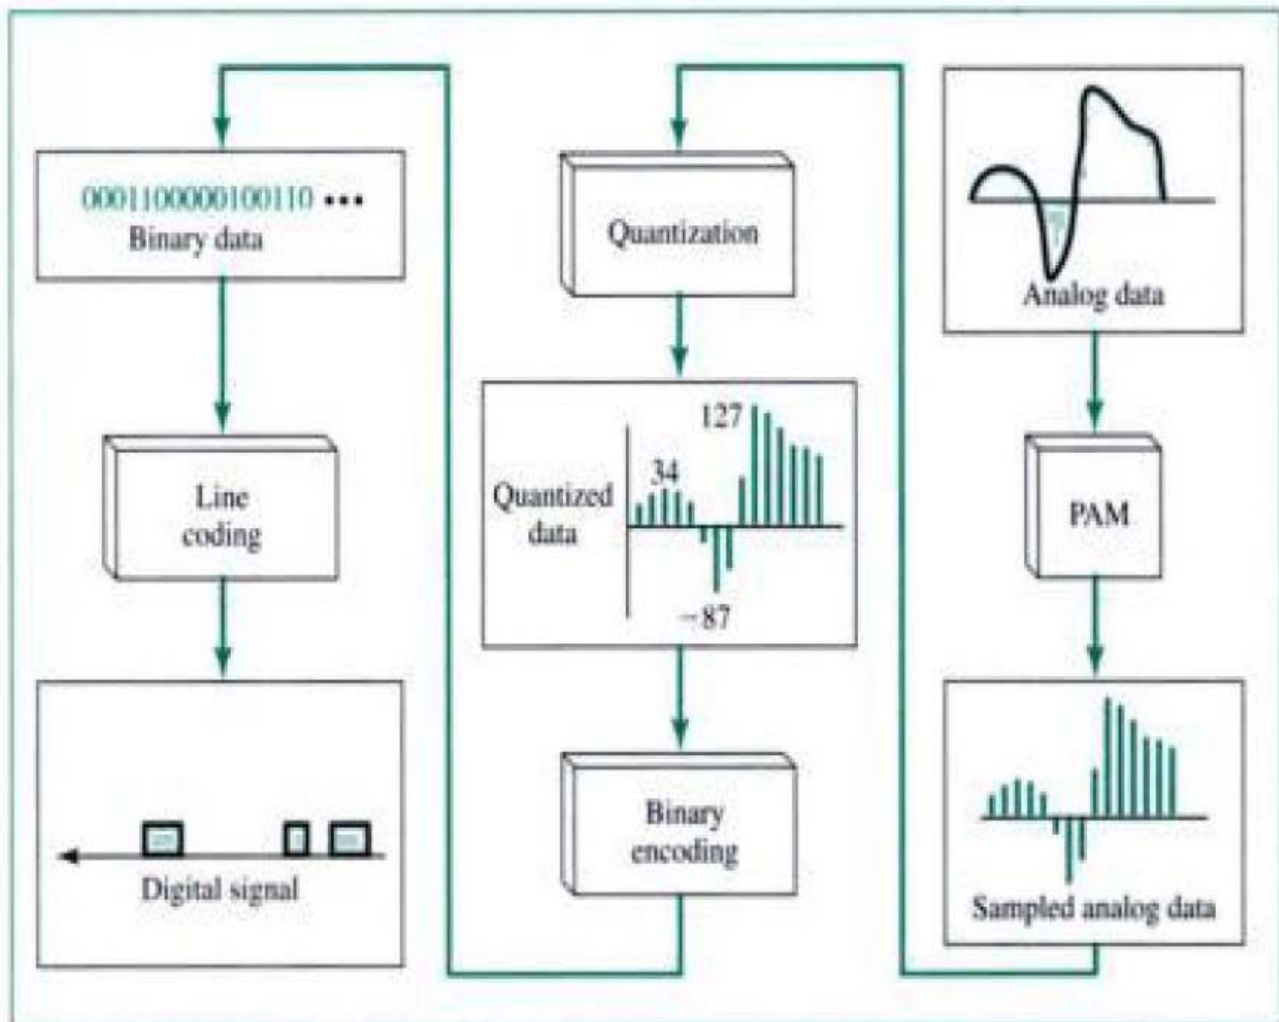 0001100000100110 •••
Binary data
Line
coding
Digital signal
Quantization
127
34
Quantized
data
−87
Binary
encoding
Analog data
PAM
Sampled analog data